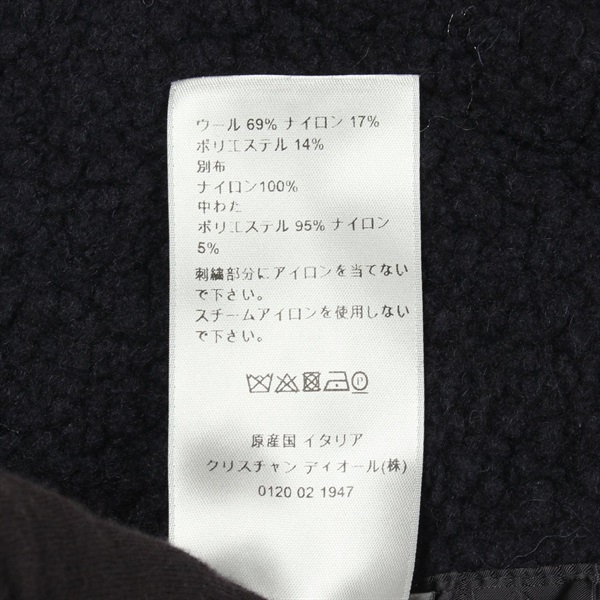 ウール 69% ナイロン 17%
ポリエステル 14%
別布
ナイロン100%
中わた
ポリエステル 95% ナイロン
5%
刺繍部分にアイロンを当てない
で下さい。
スチームアイロンを使用しない
で下さい。
P
原産国 イタリア
クリスチャン ディオール(株)
0120 02 1947